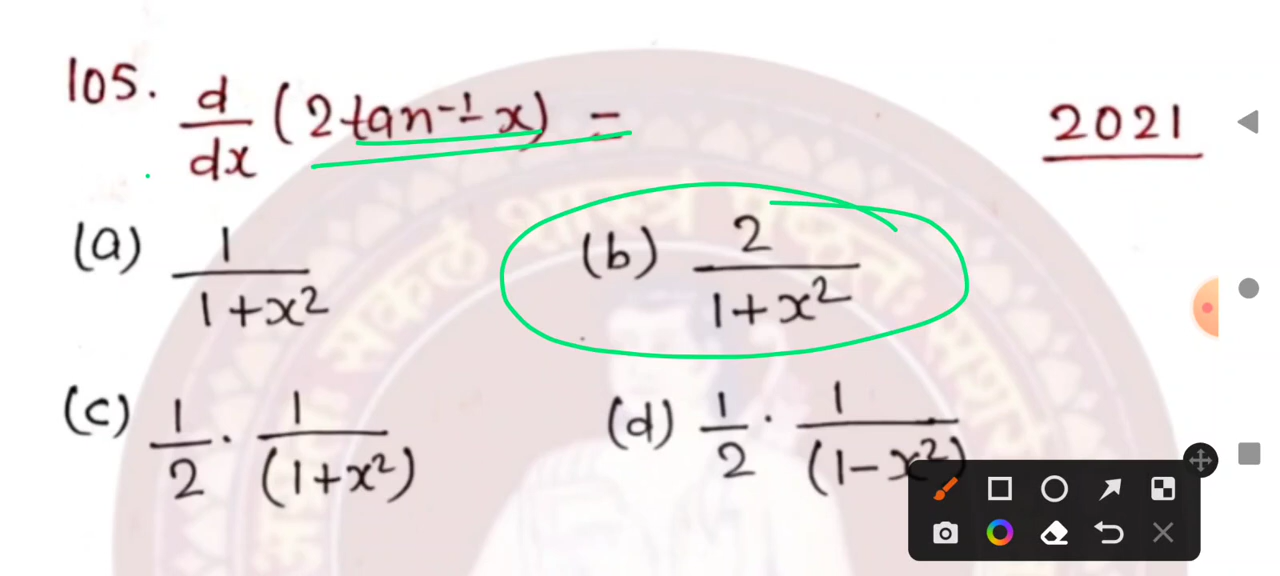 105. d/dx (2 tan⁻¹ x) = 2021
(a) 1/(1+x²) (b) 2/(1+x²)
(c) 1/2 · 1/(1+x²) (d) 1/2 · 1/(1-x²)